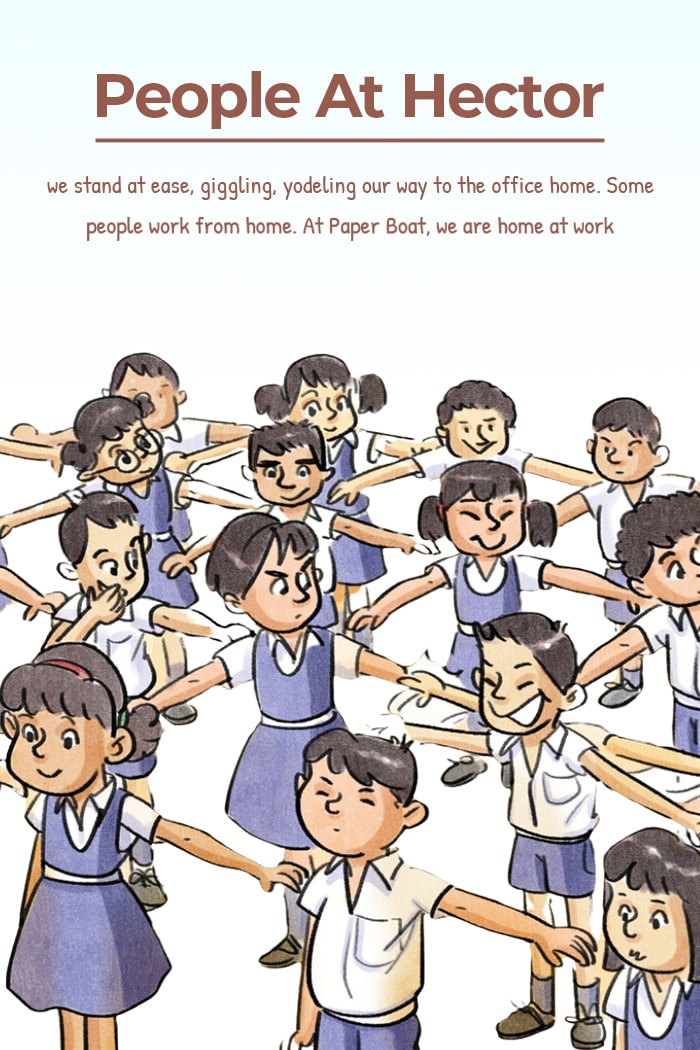 People At Hector
we stand at ease, giggling, yodeling our way to the office home. Some
people work from home. At Paper Boat, we are home at work